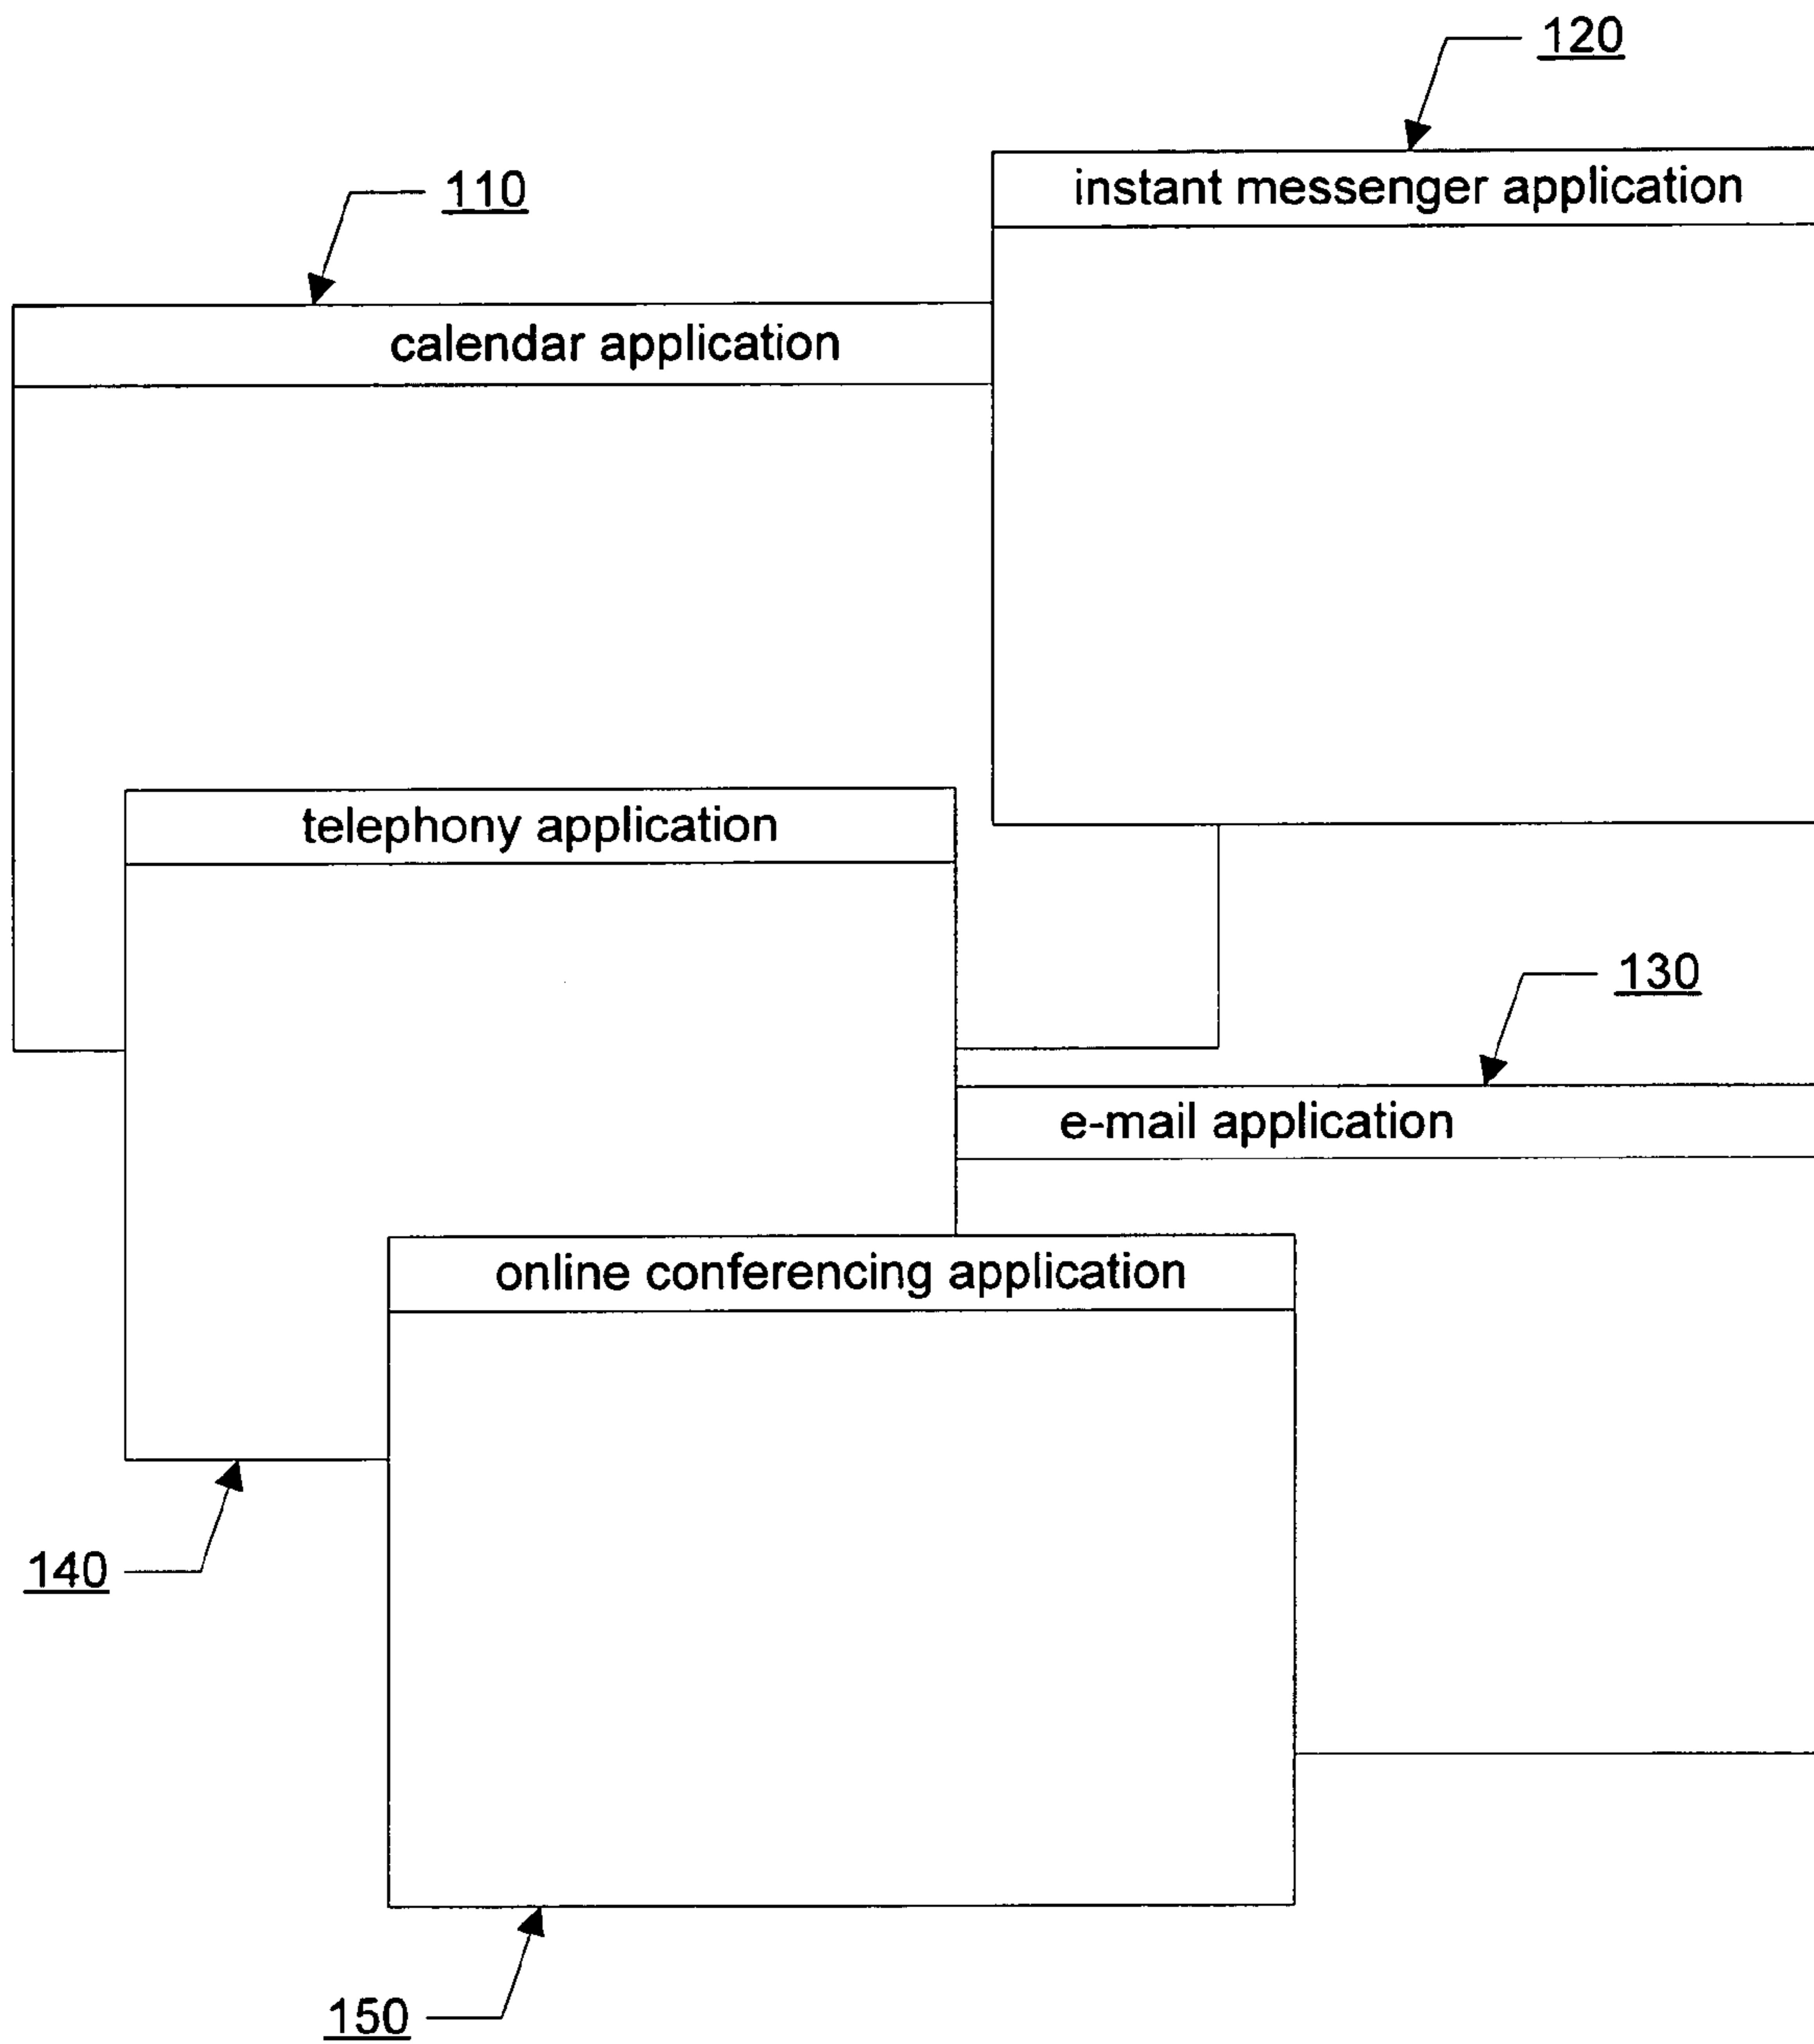 120
110
instant messenger application
calendar application
telephony application
130
e-mail application
online conferencing application
140
150